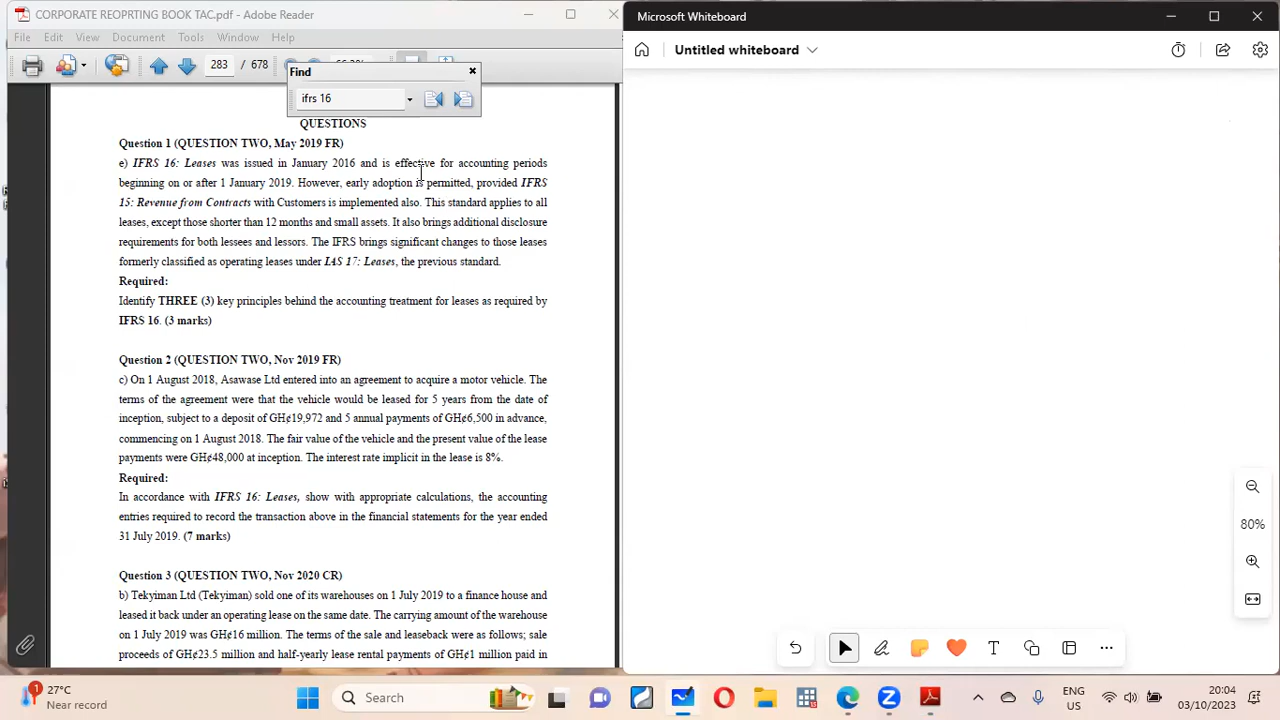 CORPORATE REOPRTING BOOK TAC.pdf - Adobe Reader
File Edit View Document Tools Window Help
283 / 678
Find
ifrs 16
QUESTIONS
Question 1 (QUESTION TWO, May 2019 FR)
e) IFRS 16: Leases was issued in January 2016 and is effective for accounting periods
beginning on or after 1 January 2019. However, early adoption is permitted, provided IFRS
15: Revenue from Contracts with Customers is implemented also. This standard applies to all
leases, except those shorter than 12 months and small assets. It also brings additional disclosure
requirements for both lessees and lessors. The IFRS brings significant changes to those leases
formerly classified as operating leases under IAS 17: Leases, the previous standard.
Required:
Identify THREE (3) key principles behind the accounting treatment for leases as required by
IFRS 16. (3 marks)
Question 2 (QUESTION TWO, Nov 2019 FR)
c) On 1 August 2018, Asawase Ltd entered into an agreement to acquire a motor vehicle. The
terms of the agreement were that the vehicle would be leased for 5 years from the date of
inception, subject to a deposit of GH¢19,972 and 5 annual payments of GH¢6,500 in advance,
commencing on 1 August 2018. The fair value of the vehicle and the present value of the lease
payments were GH¢48,000 at inception. The interest rate implicit in the lease is 8%.
Required:
In accordance with IFRS 16: Leases, show with appropriate calculations, the accounting
entries required to record the transaction above in the financial statements for the year ended
31 July 2019. (7 marks)
Question 3 (QUESTION TWO, Nov 2020 CR)
b) Tekyiman Ltd (Tekyiman) sold one of its warehouses on 1 July 2019 to a finance house and
leased it back under an operating lease on the same date. The carrying amount of the warehouse
on 1 July 2019 was GH¢16 million. The terms of the sale and leaseback were as follows; sale
proceeds of GH¢23.5 million and half-yearly lease rental payments of GH¢1 million paid in
Microsoft Whiteboard
Untitled whiteboard
80%
27°C
Near record
1
Search
ENG
US
20:04
03/10/2023